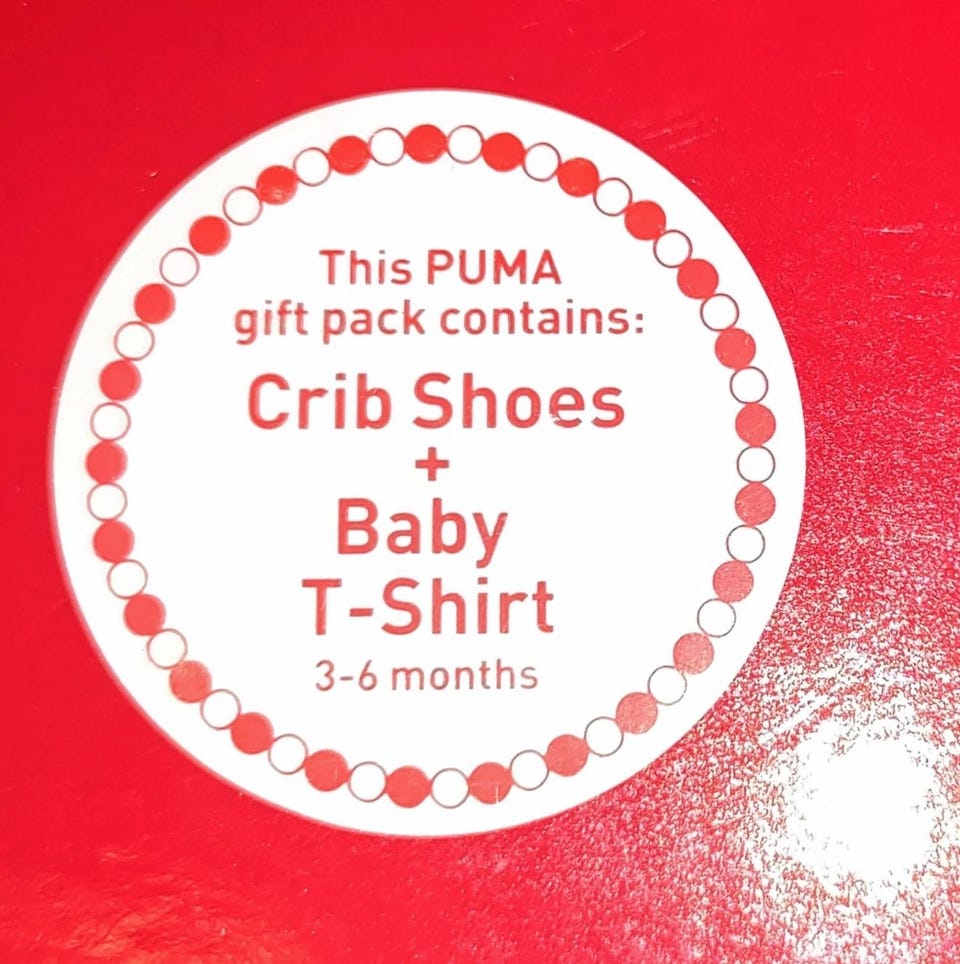 This PUMA
gift pack contains:
Crib Shoes
+
Baby
T-Shirt
3-6 months